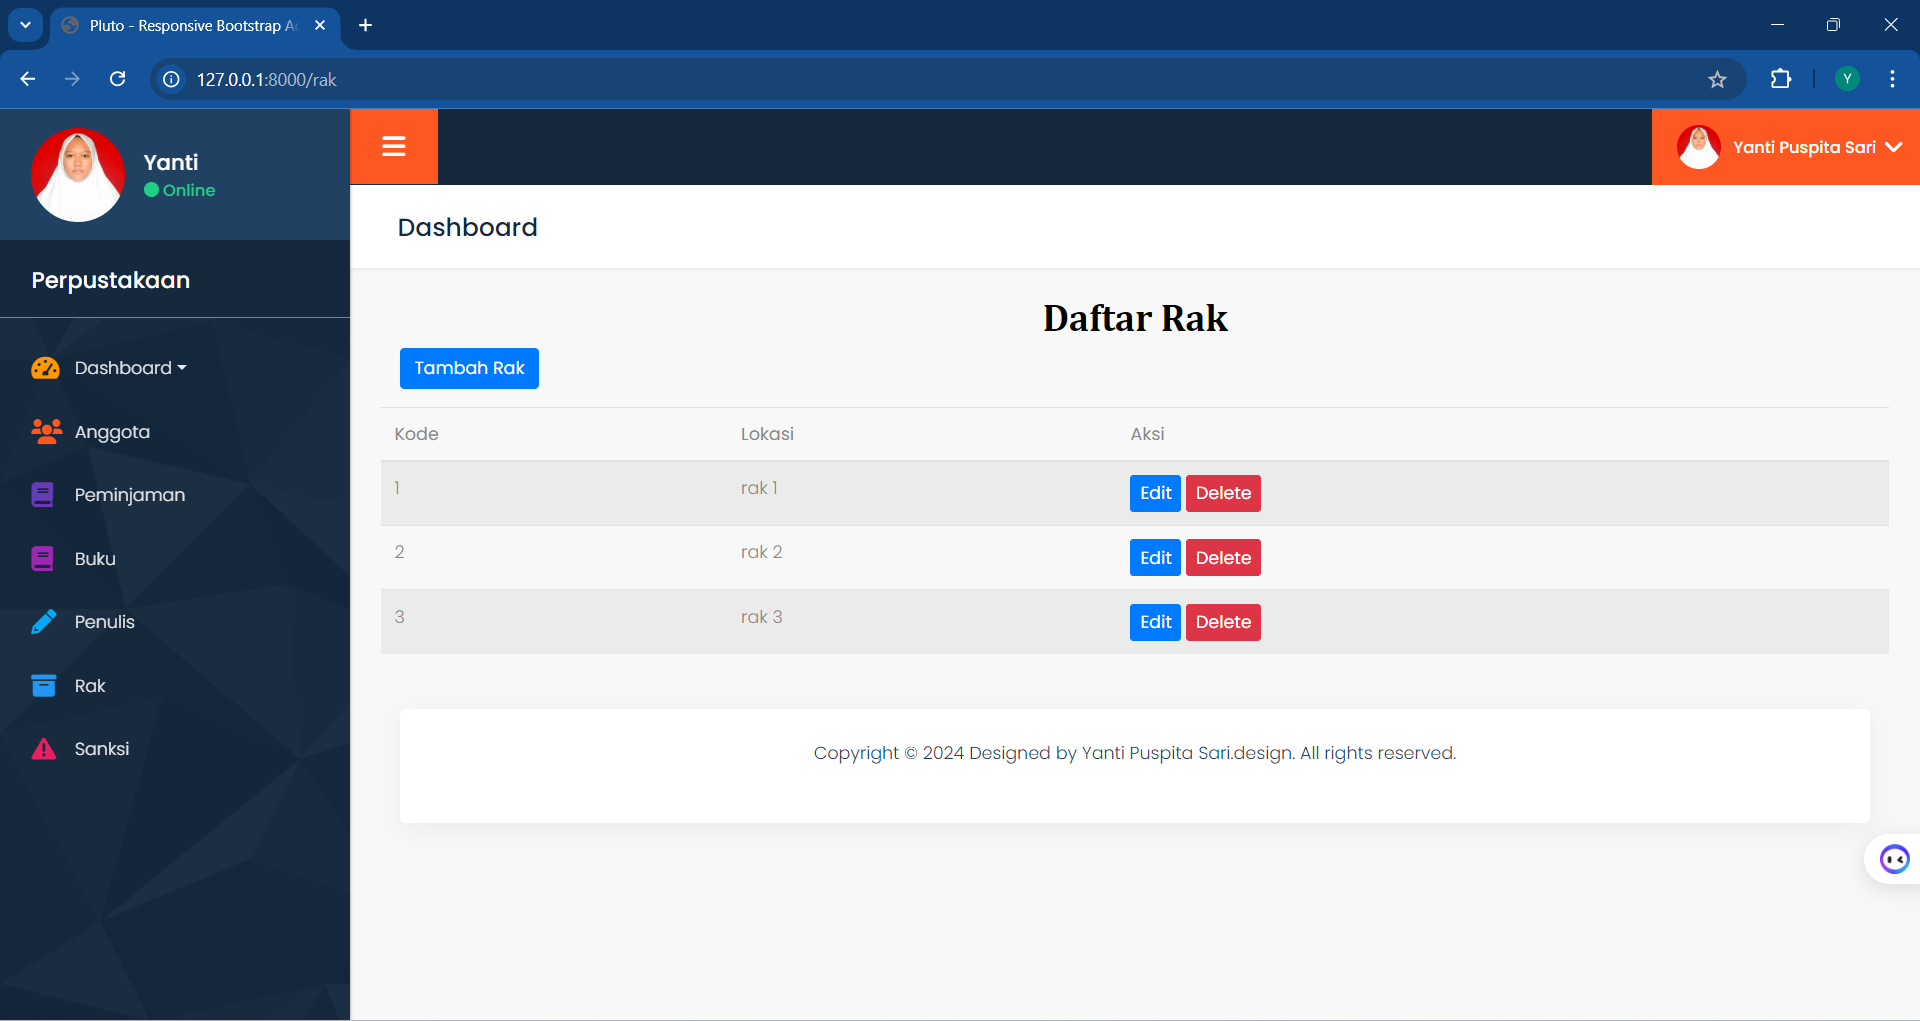 Pluto - Responsive Bootstrap Ad
127.0.0.1:8000/rak
Y
Yanti
Online
Yanti Puspita Sari
Perpustakaan
Dashboard
Anggota
Peminjaman
Buku
Penulis
Rak
Sanksi
Dashboard
Daftar Rak
Tambah Rak
Kode Lokasi Aksi
1 rak 1 Edit Delete
2 rak 2 Edit Delete
3 rak 3 Edit Delete
Copyright © 2024 Designed by Yanti Puspita Sari.design. All rights reserved.